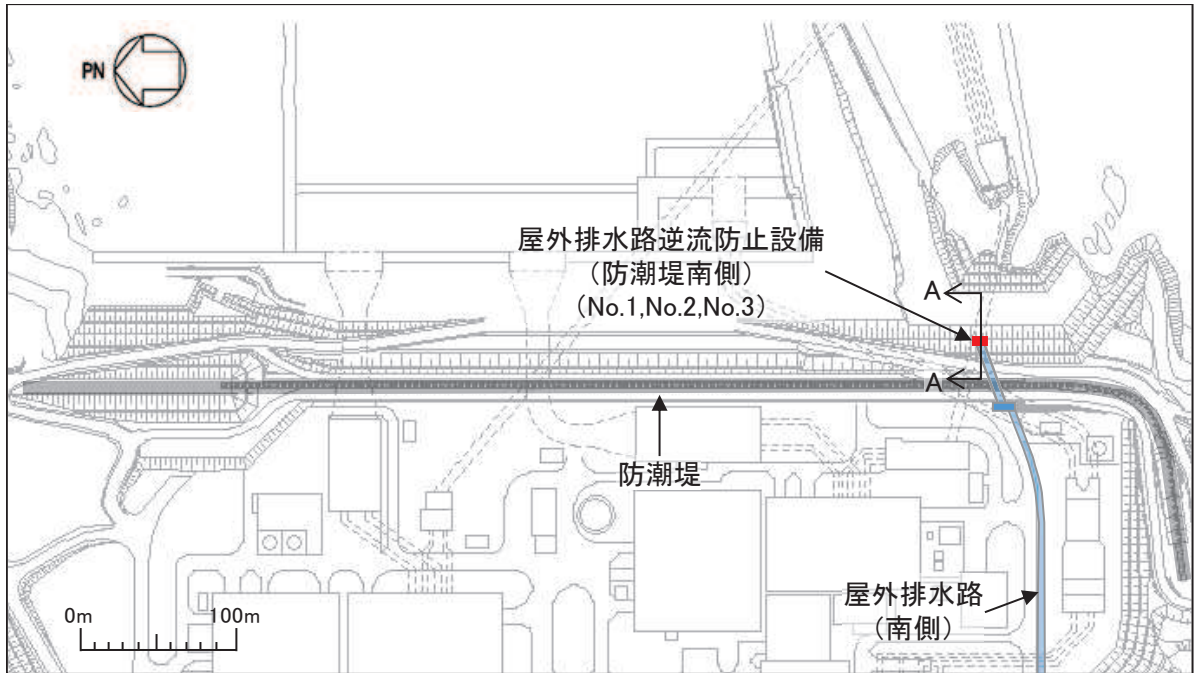 PN
屋外排水路逆流防止設備
（防潮堤南側）
（No.1,No.2,No.3）
A
A
防潮堤
屋外排水路
（南側）
0m 100m